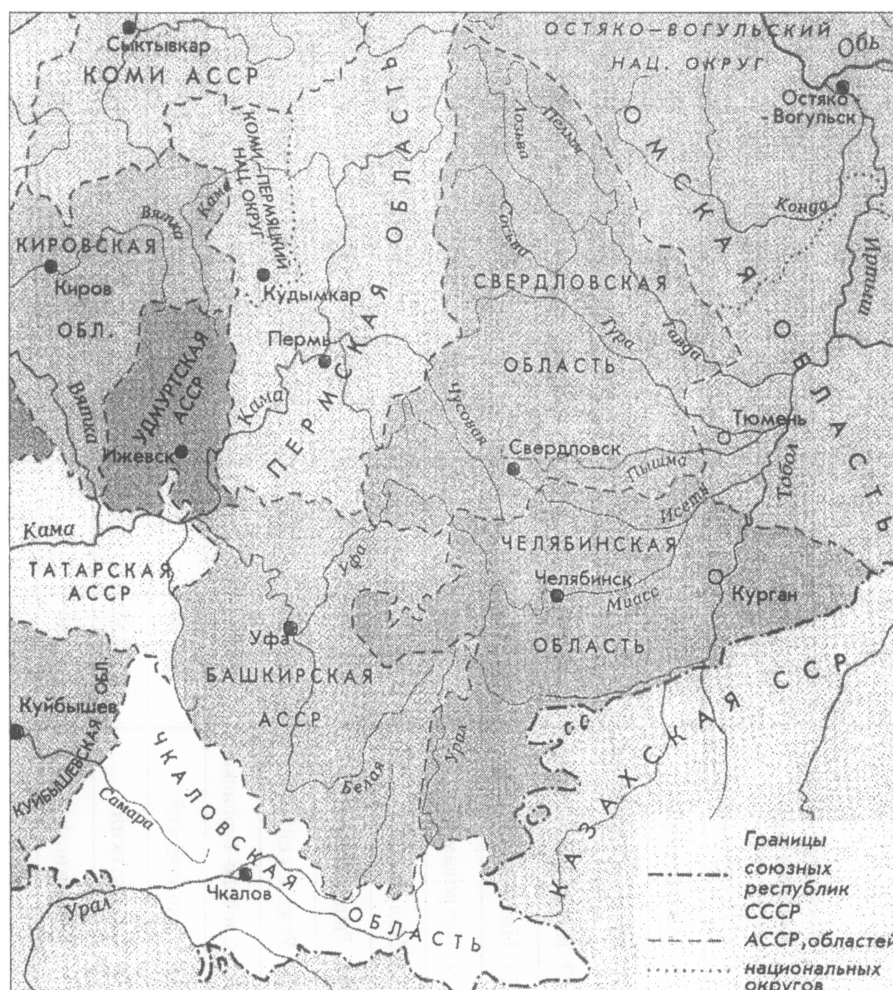 Сыктывкар
КОМИ АССР
ОСТЯКО-ВОГУЛЬСКИЙ
НАЦ. ОКРУГ
Обь
Остяко-
-Вогульск
ОМСКАЯ ОБЛАСТЬ
Лозьва
Пелым
КОМИ-ПЕРМЯЦКИЙ
НАЦ. ОКРУГ
Кама
Вятка
Конда
Иртыш
КИРОВСКАЯ
ОБЛ.
Киров
Кудымкар
Сосьва
СВЕРДЛОВСКАЯ
ОБЛАСТЬ
Тура
Тавда
Пермь
ПЕРМСКАЯ ОБЛАСТЬ
Кама
Вятка
УДМУРТСКАЯ
АССР
Ижевск
Чусовая
Свердловск
Тюмень
Пышма
Исеть
Тобол
Кама
ТАТАРСКАЯ
АССР
Уфа
ЧЕЛЯБИНСКАЯ
ОБЛАСТЬ
Челябинск
Миасс
Курган
Уфа
БАШКИРСКАЯ
АССР
Куйбышев
КУЙБЫШЕВСКАЯ ОБЛ.
Самара
ЧКАЛОВСКАЯ ОБЛАСТЬ
Белая
Урал
КАЗАХСКАЯ ССР
Чкалов
Урал
Границы
союзных
республик
СССР
АССР, областей
национальных
округов